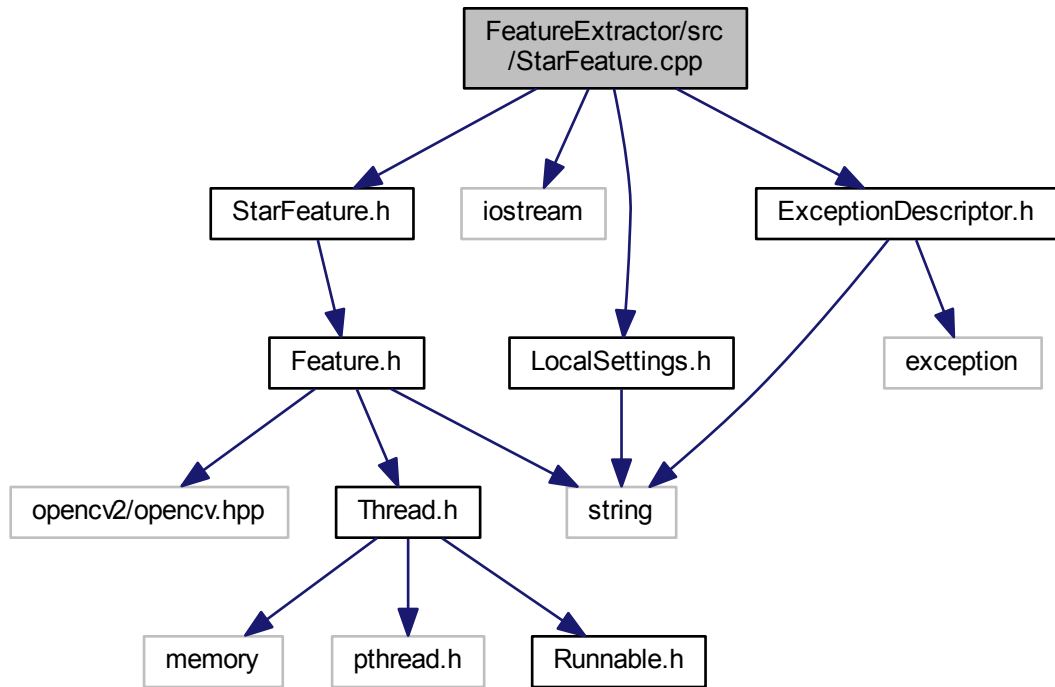 FeatureExtractor/src
/StarFeature.cpp
StarFeature.h
iostream
ExceptionDescriptor.h
Feature.h
LocalSettings.h
exception
opencv2/opencv.hpp
Thread.h
string
memory
pthread.h
Runnable.h